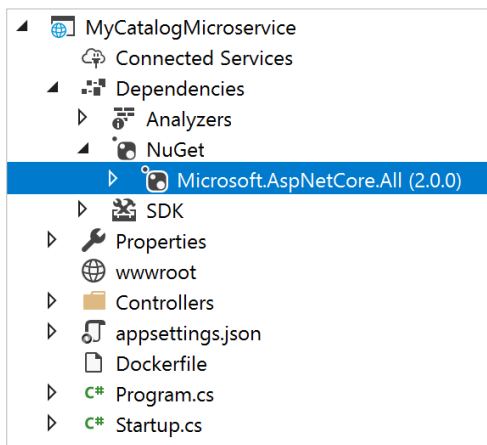 MyCatalogMicroservice
Connected Services
Dependencies
Analyzers
NuGet
Microsoft.AspNetCore.All (2.0.0)
SDK
Properties
wwwroot
Controllers
appsettings.json
Dockerfile
C# Program.cs
C# Startup.cs